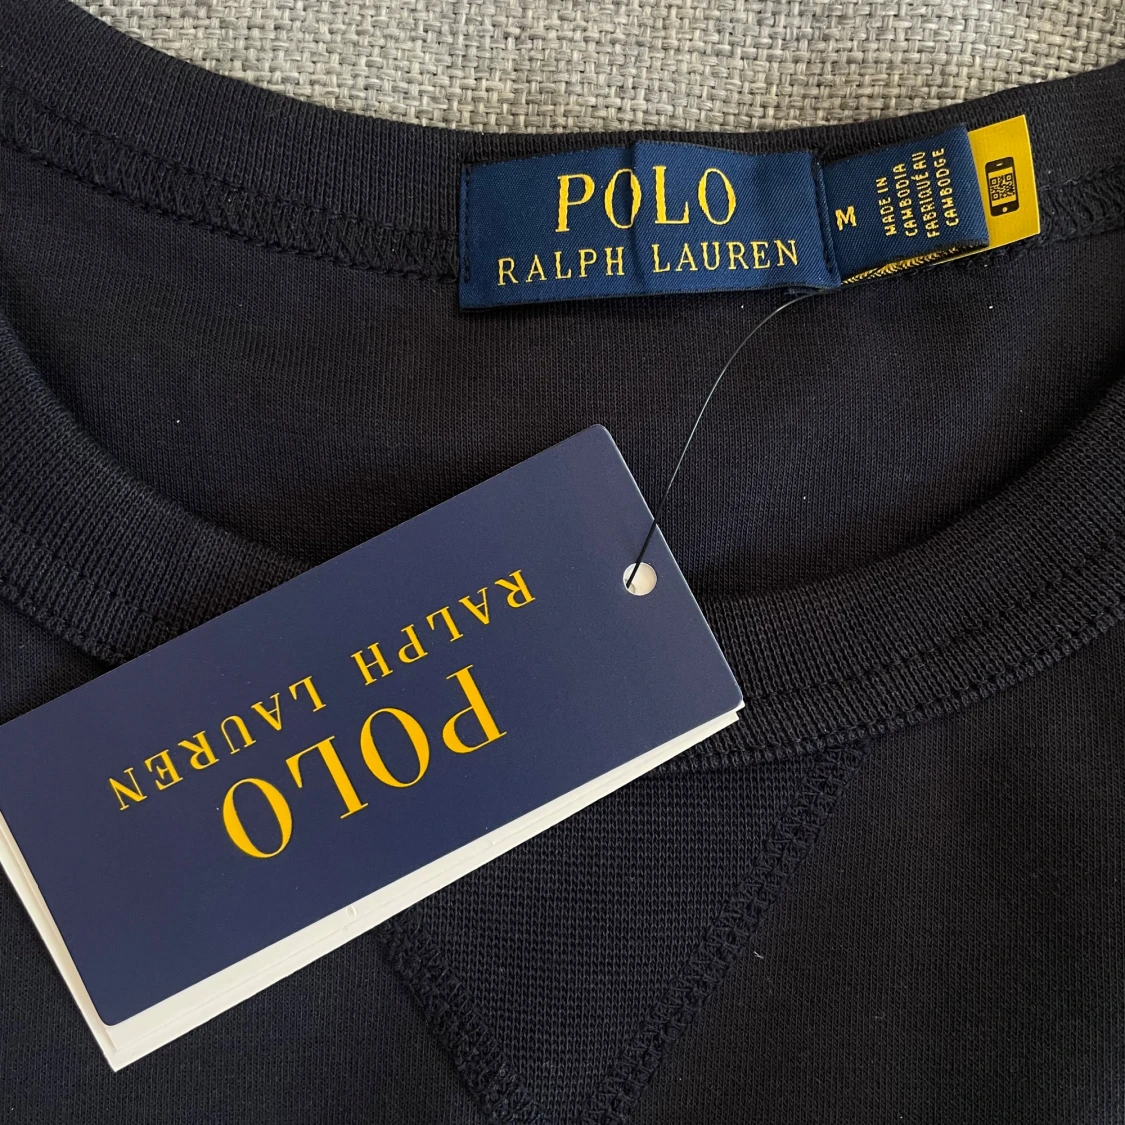 POLO
RALPH LAUREN
M
MADE IN
CAMBODIA
FABRIQUÉ AU
CAMBODGE
POLO
RALPH LAUREN